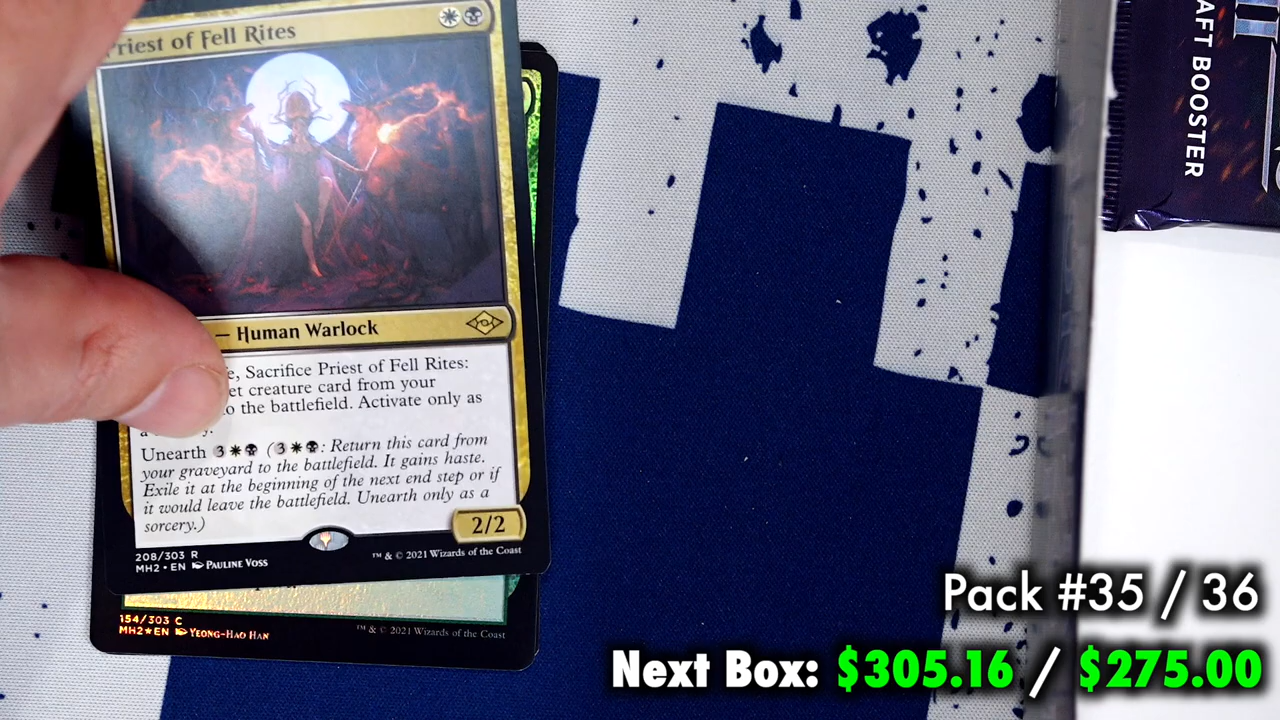 Priest of Fell Rites
— Human Warlock
e, Sacrifice Priest of Fell Rites:
et creature card from your
o the battlefield. Activate only as
Unearth 3 ( 3 : Return this card from
your graveyard to the battlefield. It gains haste.
Exile it at the beginning of the next end step or if
it would leave the battlefield. Unearth only as a
sorcery.)
2/2
208/303 R
MH2 • EN Pauline Voss
™ & © 2021 Wizards of the Coast
154/303 C
MH2★EN Yeong-Hao Han
™ & © 2021 Wizards of the Coast
AFT BOOSTER
Pack #35 / 36
Next Box: $305.16 / $275.00